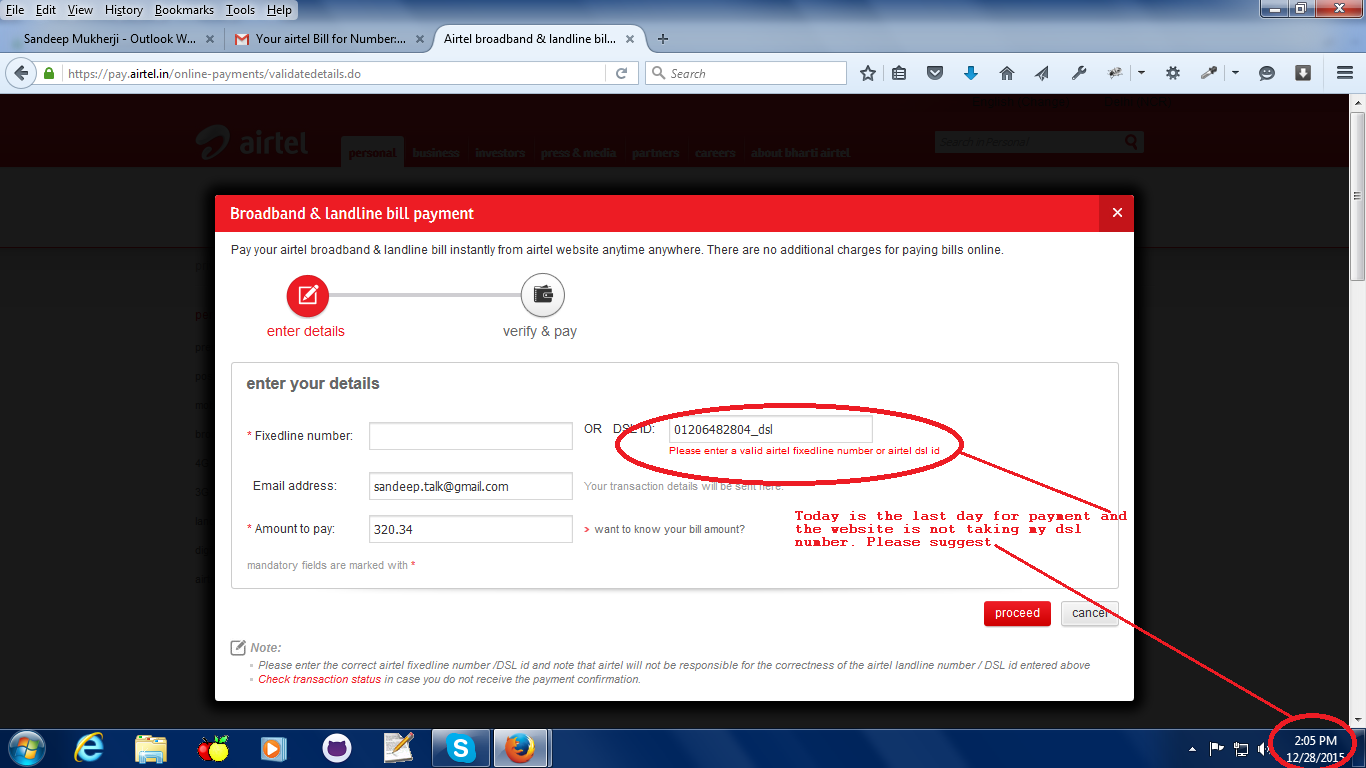 File Edit View History Bookmarks Tools Help
Sandeep Mukherji - Outlook W...
Your airtel Bill for Number:...
Airtel broadband & landline bil...
https://pay.airtel.in/online-payments/validatedetails.do
Search
airtel
personal business investors press & media partners careers about bharti airtel
Search in Personal
Broadband & landline bill payment
Pay your airtel broadband & landline bill instantly from airtel website anytime anywhere. There are no additional charges for paying bills online.
enter details
verify & pay
enter your details
* Fixedline number:
OR DSL ID: 01206482804_dsl
Please enter a valid airtel fixedline number or airtel dsl id
Email address: sandeep.talk@gmail.com Your transaction details will be sent here.
* Amount to pay: 320.34 > want to know your bill amount?
Today is the last day for payment and
the website is not taking my dsl
number. Please suggest
mandatory fields are marked with *
proceed cancel
Note:
Please enter the correct airtel fixedline number /DSL id and note that airtel will not be responsible for the correctness of the airtel landline number / DSL id entered above
Check transaction status in case you do not receive the payment confirmation.
2:05 PM
12/28/2015